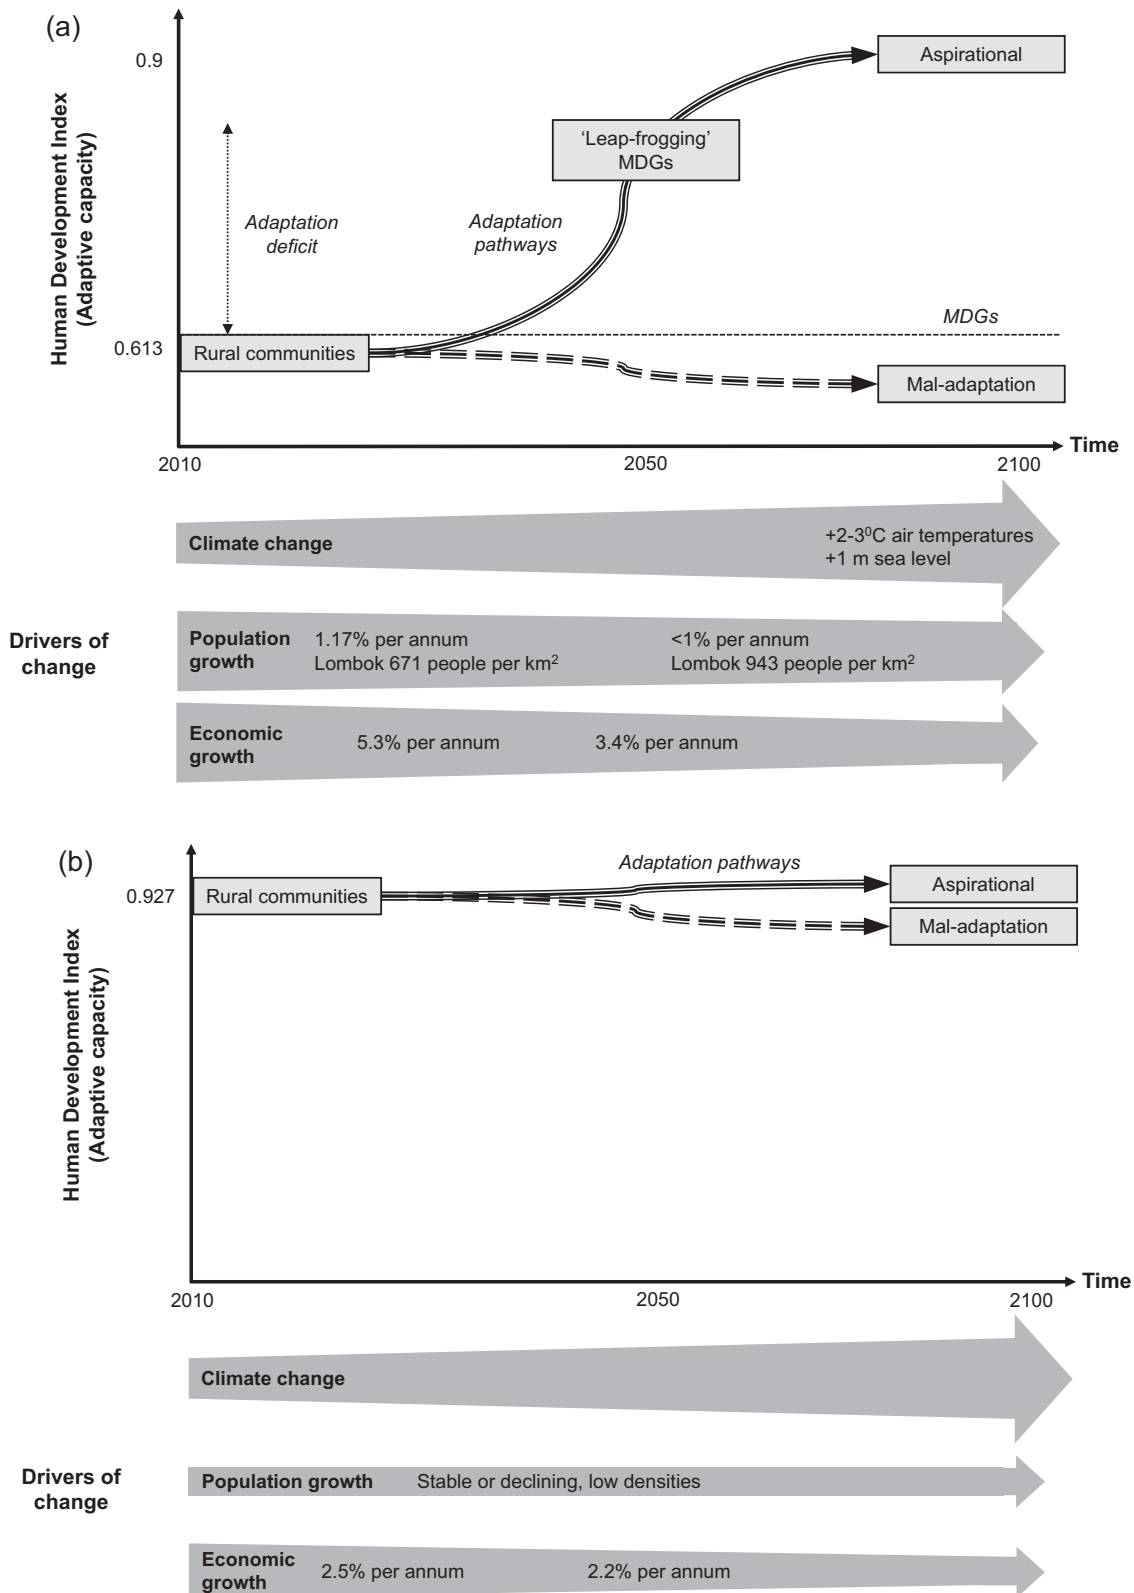 (a)
0.9
Aspirational
'Leap-frogging'
MDGs
Human Development Index
(Adaptive capacity)
Adaptation
deficit
Adaptation
pathways
MDGs
0.613
Rural communities
Mal-adaptation
Time
2010
2050
2100
Climate change
+2-3⁰C air temperatures
+1 m sea level
Drivers of
change
Population
growth
1.17% per annum
Lombok 671 people per km²
<1% per annum
Lombok 943 people per km²
Economic
growth
5.3% per annum
3.4% per annum
(b)
Adaptation pathways
0.927
Rural communities
Aspirational
Mal-adaptation
Human Development Index
(Adaptive capacity)
Time
2010
2050
2100
Climate change
Drivers of
change
Population growth
Stable or declining, low densities
Economic
growth
2.5% per annum
2.2% per annum